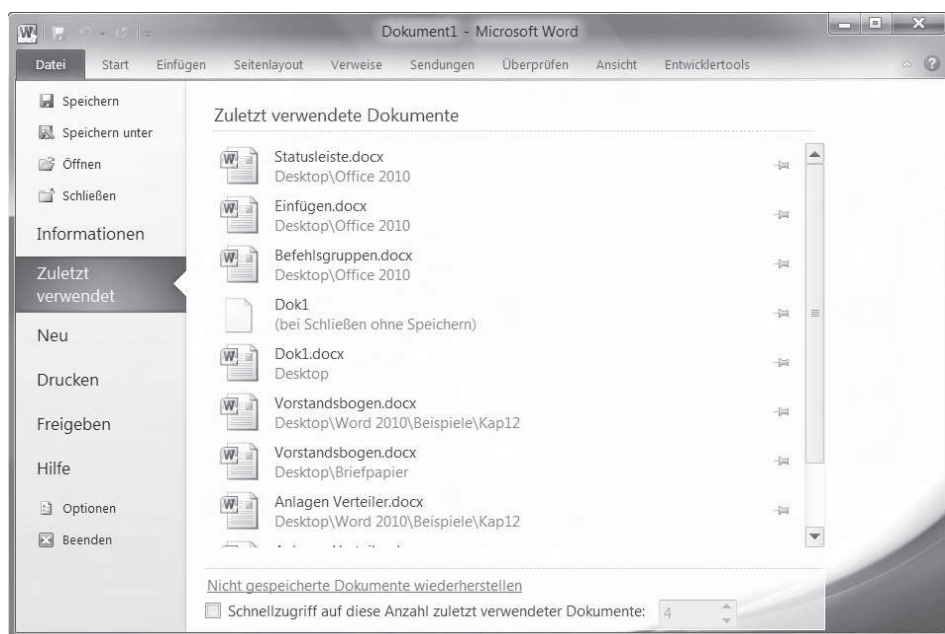 Dokument1 - Microsoft Word
Datei Start Einfügen Seitenlayout Verweise Sendungen Überprüfen Ansicht Entwicklertools
Speichern
Speichern unter
Öffnen
Schließen
Informationen
Zuletzt
verwendet
Neu
Drucken
Freigeben
Hilfe
Optionen
Beenden
Zuletzt verwendete Dokumente
Statusleiste.docx
Desktop\Office 2010
Einfügen.docx
Desktop\Office 2010
Befehlsgruppen.docx
Desktop\Office 2010
Dok1
(bei Schließen ohne Speichern)
Dok1.docx
Desktop
Vorstandsbogen.docx
Desktop\Word 2010\Beispiele\Kap12
Vorstandsbogen.docx
Desktop\Briefpapier
Anlagen Verteiler.docx
Desktop\Word 2010\Beispiele\Kap12
Nicht gespeicherte Dokumente wiederherstellen
Schnellzugriff auf diese Anzahl zuletzt verwendeter Dokumente: 4